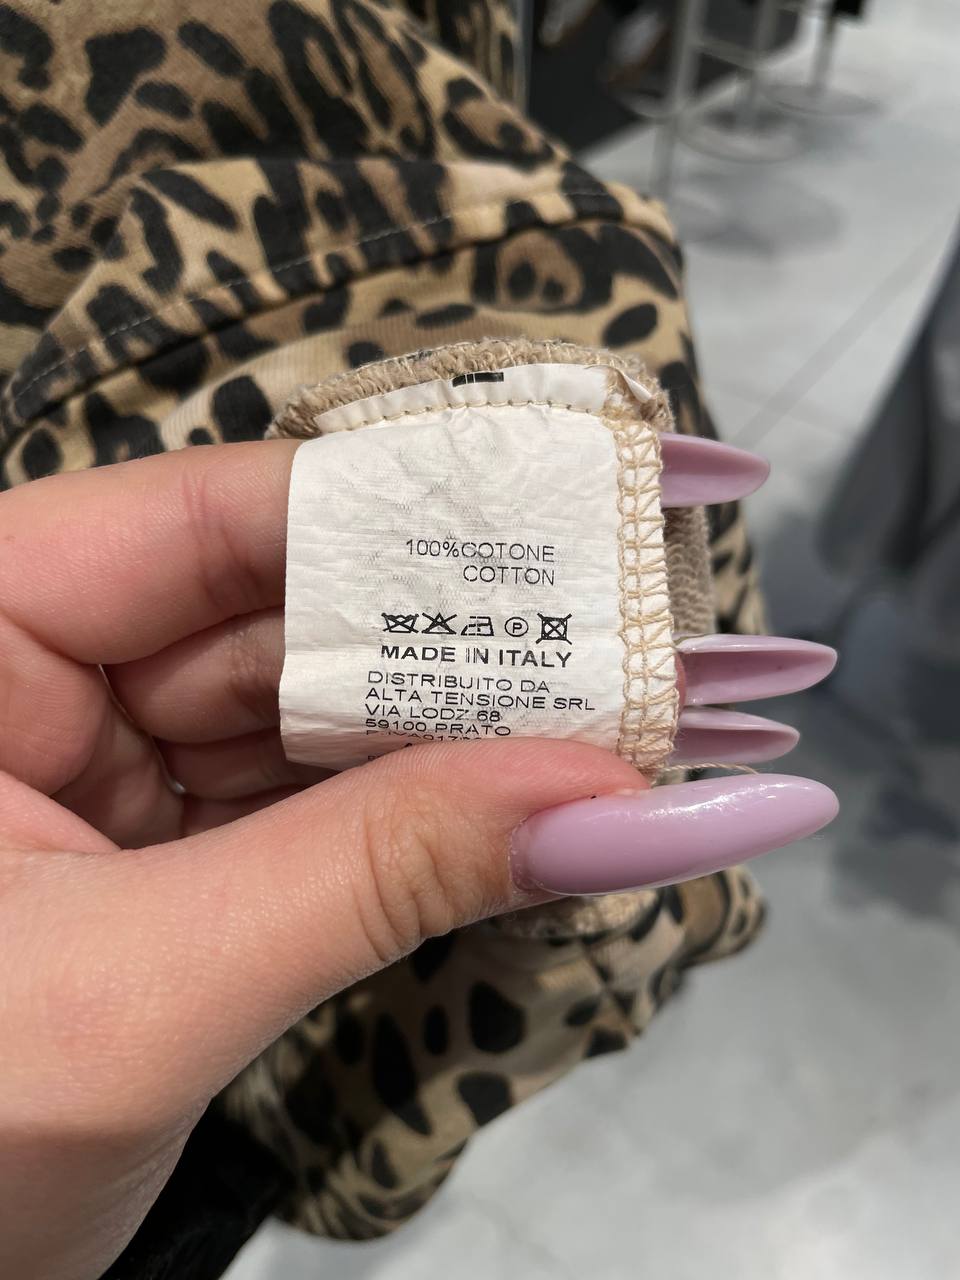 100%COTONE
COTTON
P
MADE IN ITALY
DISTRIBUITO DA
ALTA TENSIONE SRL
VIA LODZ 68
59100 PRATO